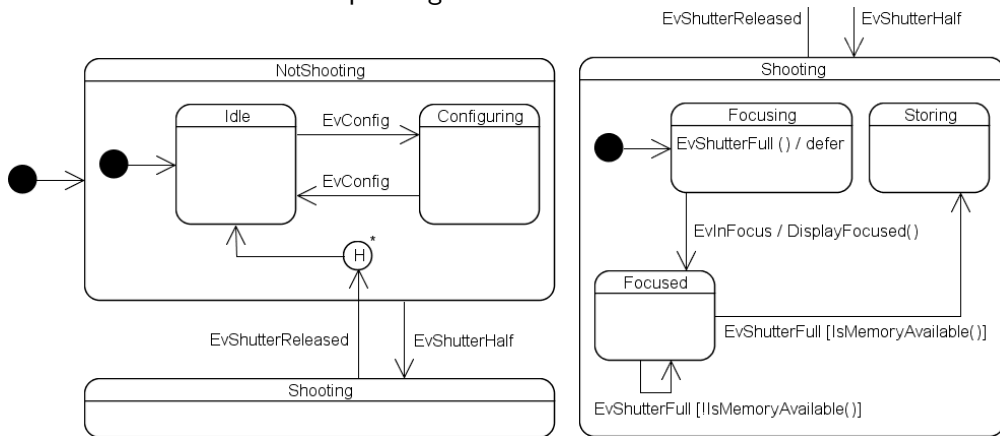 NotShooting
Idle
EvConfig
Configuring
EvConfig
H
*
EvShutterReleased
EvShutterHalf
Shooting
EvShutterReleased
EvShutterHalf
Shooting
Focusing
EvShutterFull () / defer
Storing
EvInFocus / DisplayFocused()
Focused
EvShutterFull [IsMemoryAvailable()]
EvShutterFull [!IsMemoryAvailable()]